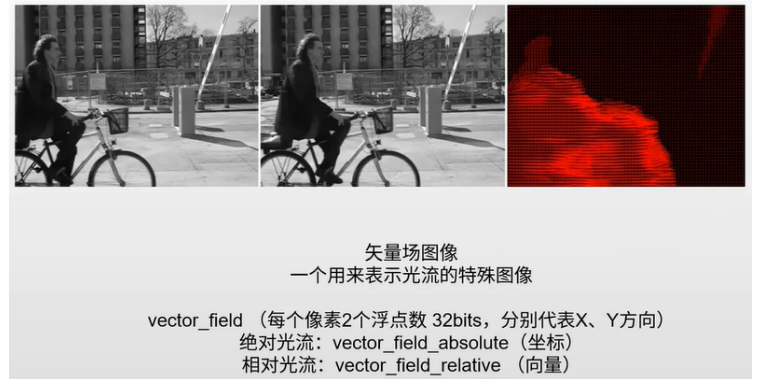 矢量场图像
一个用来表示光流的特殊图像
vector_field （每个像素2个浮点数 32bits，分别代表X、Y方向）
绝对光流：vector_field_absolute（坐标）
相对光流：vector_field_relative （向量）